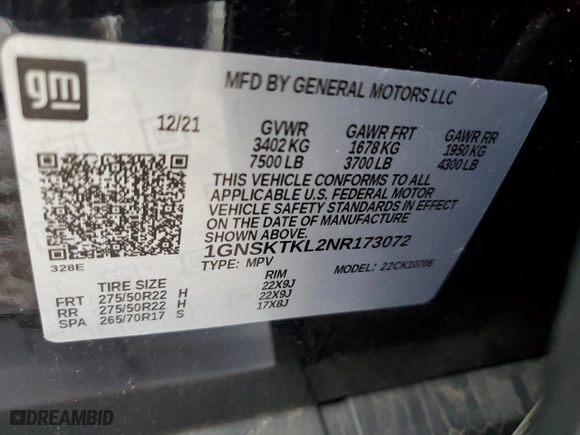 gm
MFD BY GENERAL MOTORS LLC
12/21 GVWR GAWR FRT GAWR RR
3402 KG 1678 KG 1950 KG
7500 LB 3700 LB 4300 LB
THIS VEHICLE CONFORMS TO ALL
APPLICABLE U.S. FEDERAL MOTOR
VEHICLE SAFETY STANDARDS IN EFFECT
ON THE DATE OF MANUFACTURE
SHOWN ABOVE.
1GNSKTKL2NR173072
328E TYPE: MPV MODEL: 22CK10706
TIRE SIZE RIM
FRT 275/50R22 H 22X9J
RR 275/50R22 H 22X9J
SPA 265/70R17 S 17X8J
DREAMBID